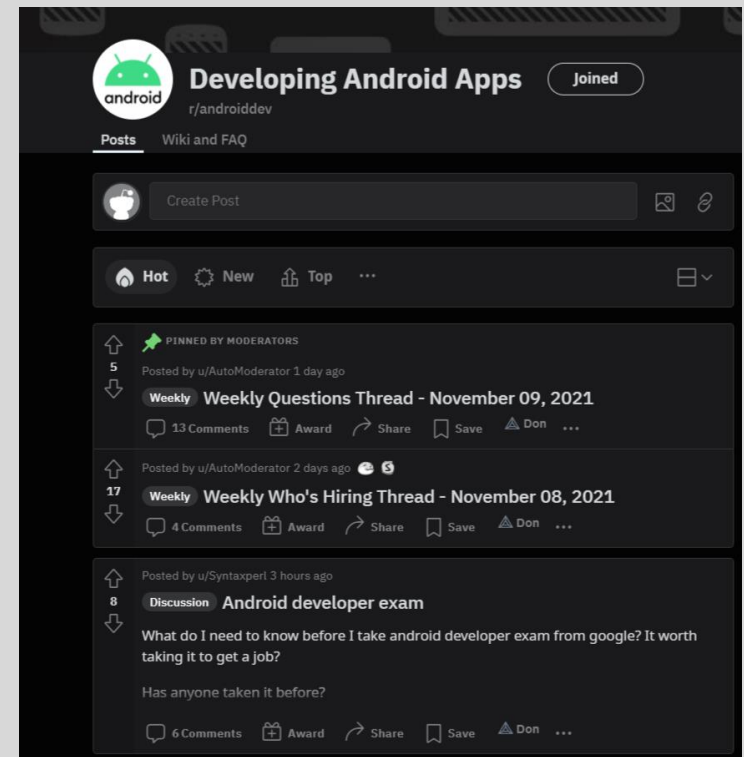 android
Developing Android Apps
Joined
r/androiddev
Posts Wiki and FAQ
Create Post
Hot New Top ...
PINNED BY MODERATORS
5
Posted by u/AutoModerator 1 day ago
Weekly Weekly Questions Thread - November 09, 2021
13 Comments Award Share Save Don ...
Posted by u/AutoModerator 2 days ago
17
Weekly Weekly Who's Hiring Thread - November 08, 2021
4 Comments Award Share Save Don ...
Posted by u/Syntaxperl 3 hours ago
8
Discussion Android developer exam
What do I need to know before I take android developer exam from google? It worth
taking it to get a job?
Has anyone taken it before?
6 Comments Award Share Save Don ...